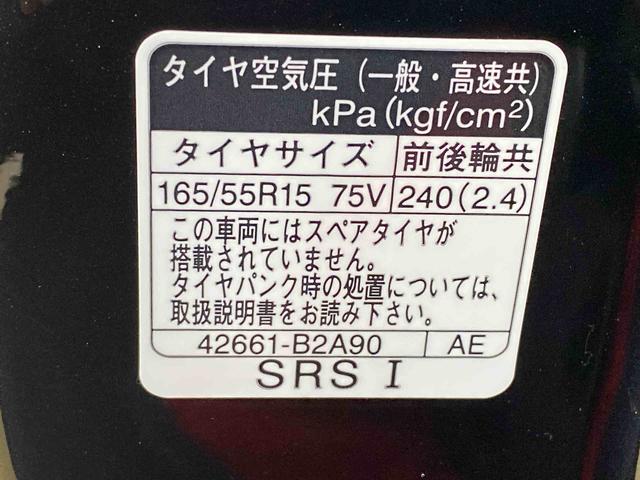 タイヤ空気圧（一般・高速共）
kPa(kgf/cm²)
タイヤサイズ 前後輪共
165/55R15 75V 240(2.4)
この車両にはスペアタイヤが
搭載されていません。
タイヤパンク時の処置については、
取扱説明書をお読み下さい。
42661-B2A90 AE
SRS I